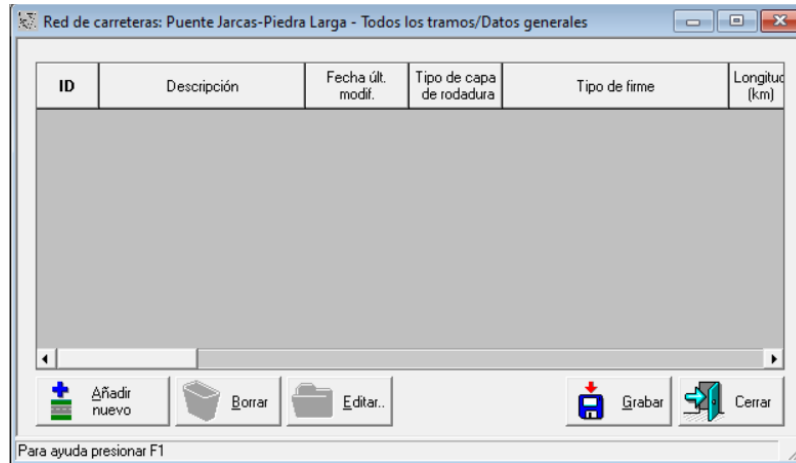 Red de carreteras: Puente Jarcas-Piedra Larga - Todos los tramos/Datos generales
ID
Descripción
Fecha últ.
modif.
Tipo de capa
de rodadura
Tipo de firme
Longitud
(km)
Añadir
nuevo
Borrar
Editar..
Grabar
Cerrar
Para ayuda presionar F1